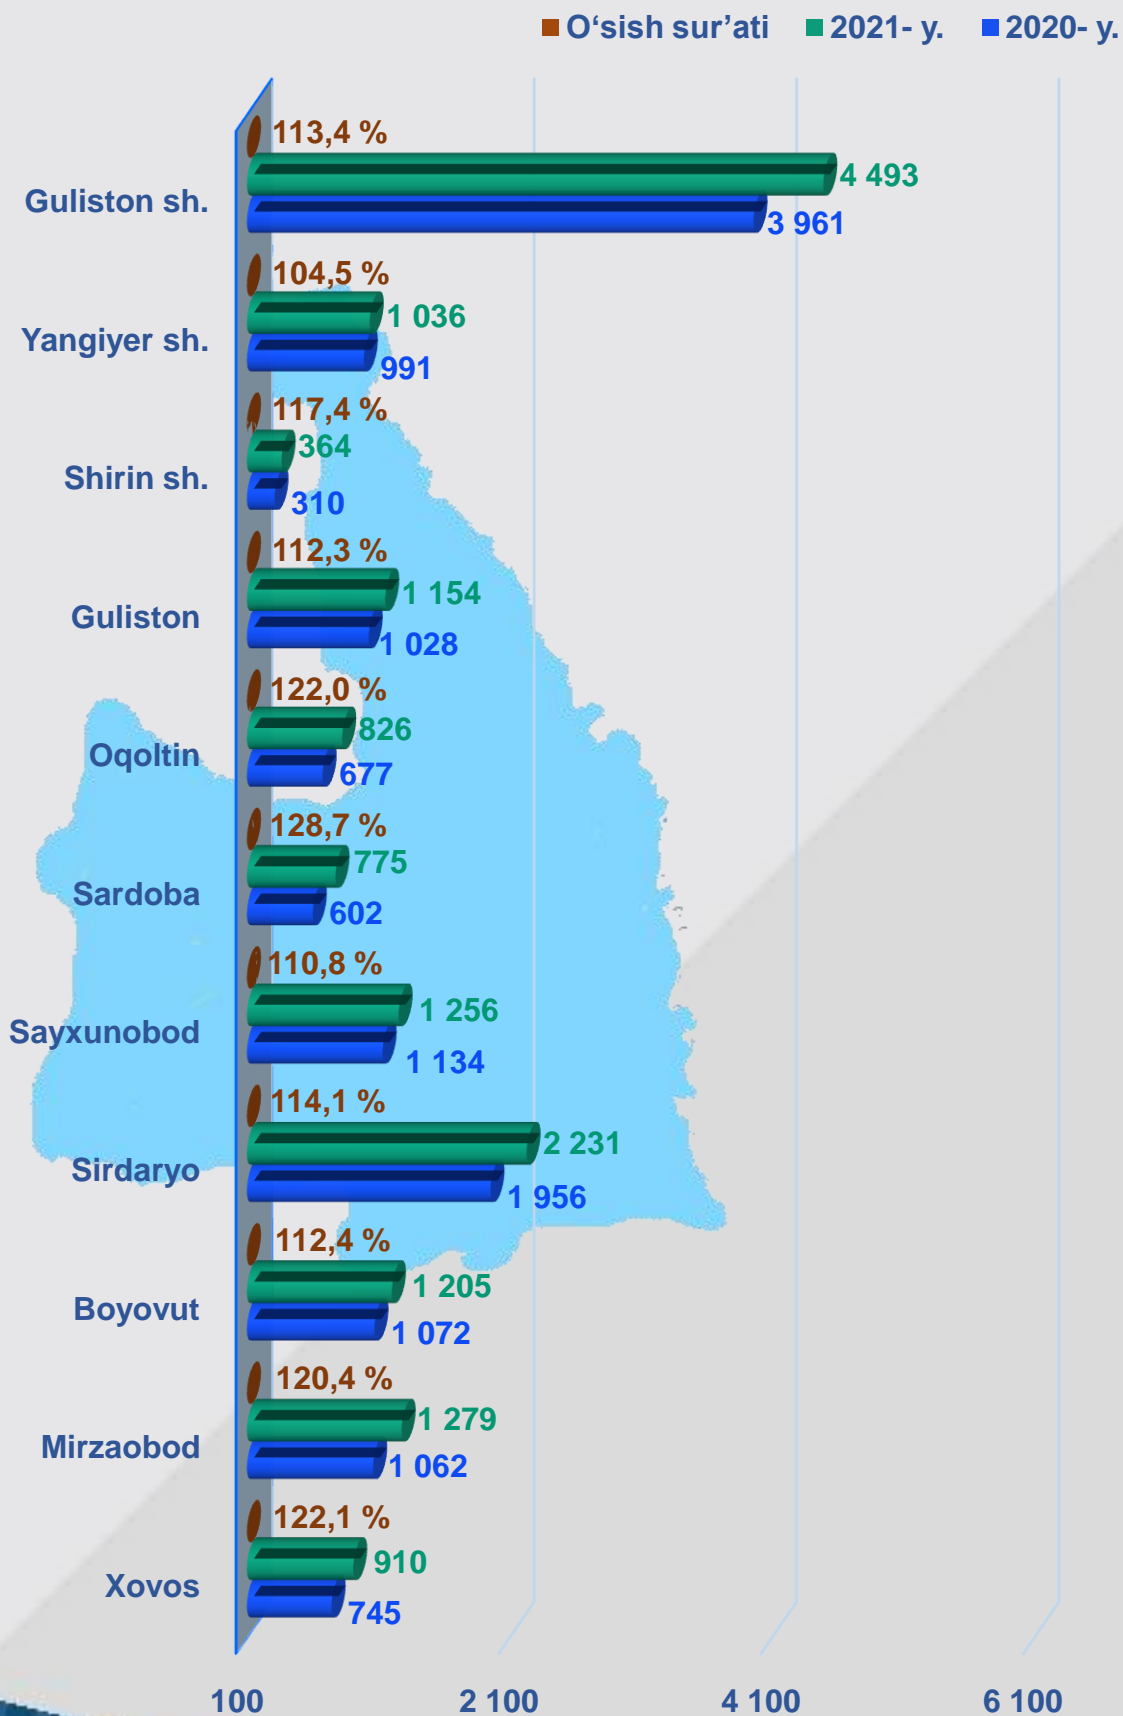 O‘sish sur’ati 2021- y. 2020- y.
113,4 %
4 493
Guliston sh.
3 961
104,5 %
1 036
Yangiyer sh.
991
117,4 %
364
Shirin sh.
310
112,3 %
1 154
Guliston
1 028
122,0 %
826
Oqoltin
677
128,7 %
775
Sardoba
602
110,8 %
1 256
Sayxunobod
1 134
114,1 %
2 231
Sirdaryo
1 956
112,4 %
1 205
Boyovut
1 072
120,4 %
1 279
Mirzaobod
1 062
122,1 %
910
Xovos
745
100 2 100 4 100 6 100